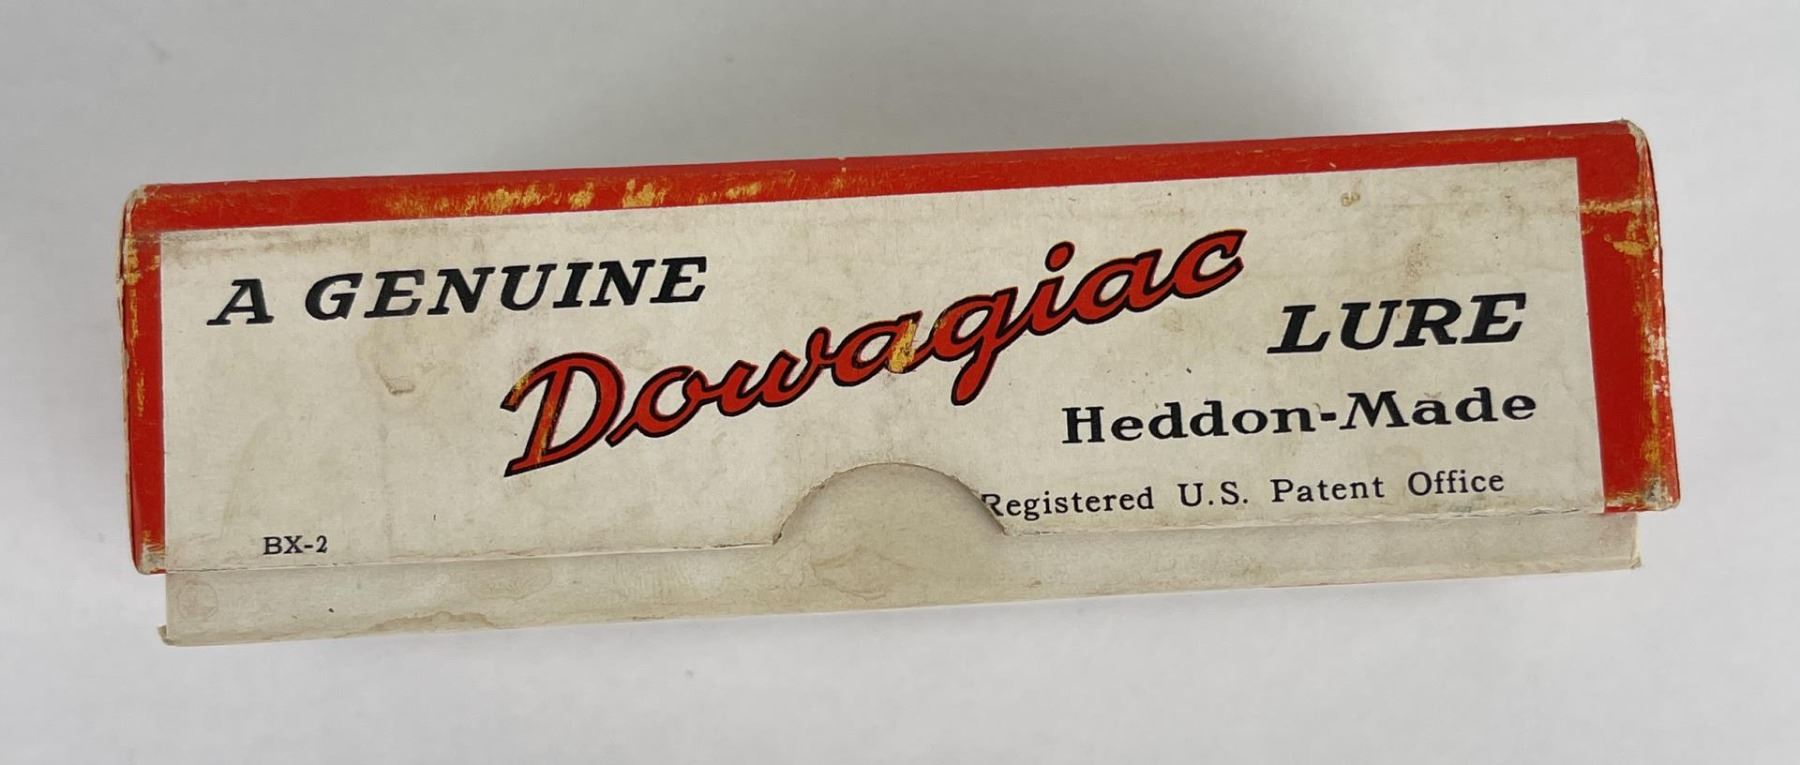 A GENUINE
Dowagiac
LURE
Heddon-Made
Registered U.S. Patent Office
BX-2